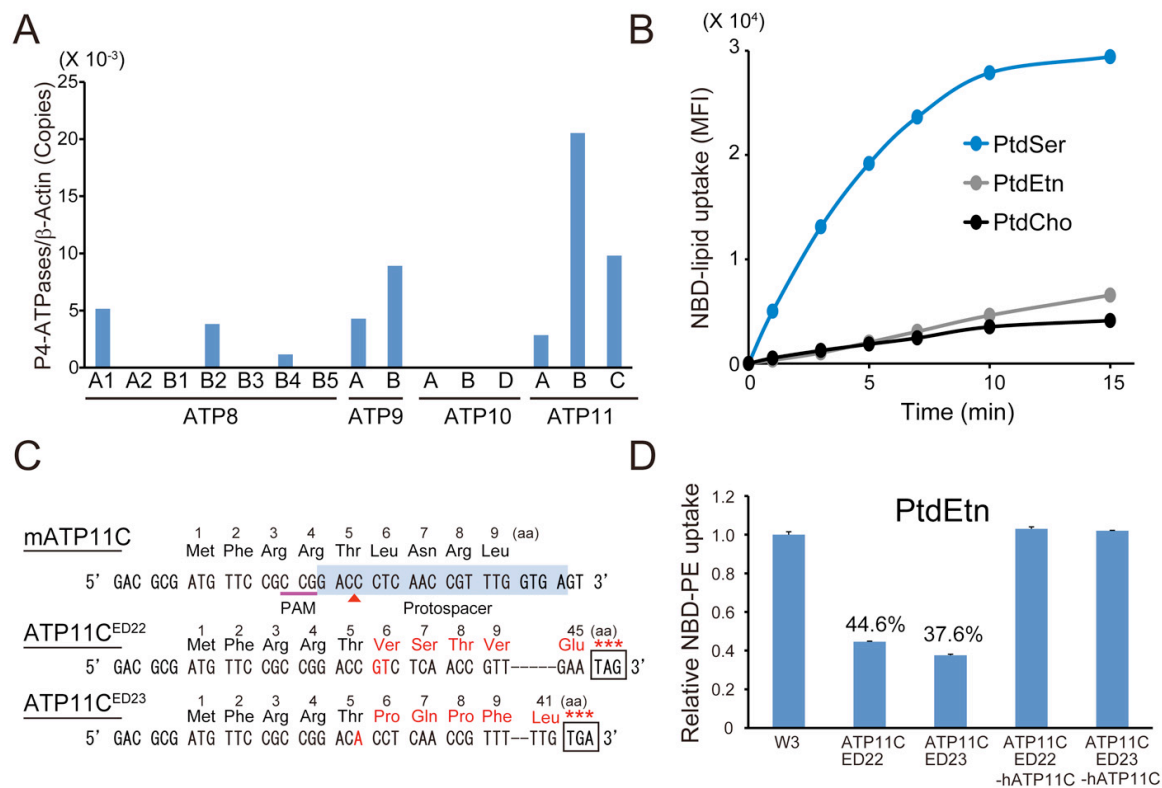 A
(X 10-3)
P4-ATPases/β-Actin (Copies)
25
20
15
10
5
0
A1 A2 B1 B2 B3 B4 B5 A B A B D A B C
ATP8 ATP9 ATP10 ATP11
B
(X 10⁴)
NBD-lipid uptake (MFI)
3
2
1
0
PtdSer
PtdEtn
PtdCho
0 5 10 15
Time (min)
C
1 2 3 4 5 6 7 8 9 (aa)
mATP11C Met Phe Arg Arg Thr Leu Asn Arg Leu
5' GAC GCG ATG TTC CGC CGG ACC CTC AAC CGT TTG GTG AGT 3'
PAM Protospacer
1 2 3 4 5 6 7 8 9 45 (aa)
ATP11C ED22 Met Phe Arg Arg Thr Ver Ser Thr Ver Glu ***
5' GAC GCG ATG TTC CGC CGG ACC GTC TCA ACC GTT-----GAA TAG 3'
1 2 3 4 5 6 7 8 9 41 (aa)
ATP11C ED23 Met Phe Arg Arg Thr Pro Gln Pro Phe Leu ***
5' GAC GCG ATG TTC CGC CGG ACA CCT CAA CCG TTT---TTG TGA 3'
D
PtdEtn
Relative NBD-PE uptake
1.2
1.0
0.8
0.6
0.4
0.2
0
44.6%
37.6%
W3 ATP11C ATP11C ATP11C ATP11C
ED22 ED23 ED22 ED23
-hATP11C -hATP11C